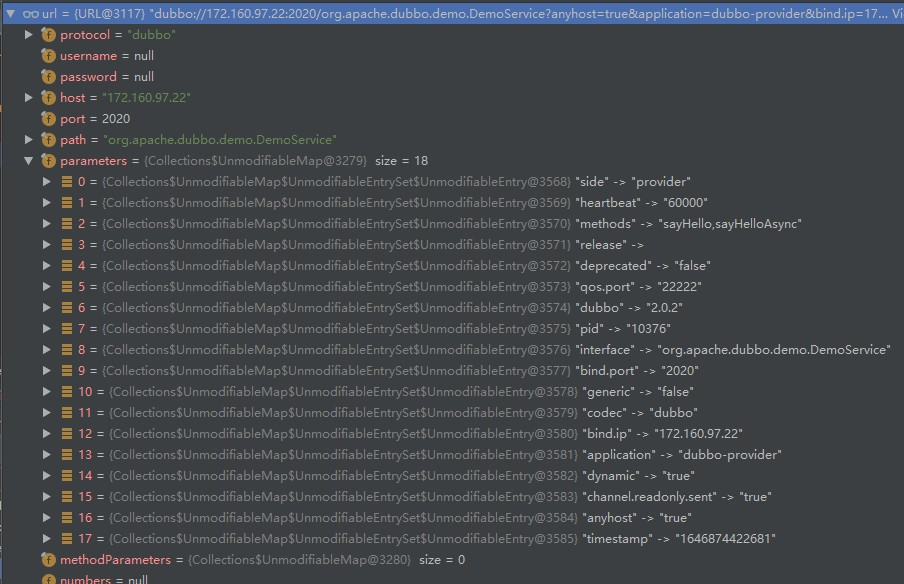 url = {URL@3117} "dubbo://172.160.97.22:2020/org.apache.dubbo.demo.DemoService?anyhost=true&application=dubbo-provider&bind.ip=17... Vi
protocol = "dubbo"
username = null
password = null
host = "172.160.97.22"
port = 2020
path = "org.apache.dubbo.demo.DemoService"
parameters = {Collections$UnmodifiableMap@3279} size = 18
0 = {Collections$UnmodifiableMap$UnmodifiableEntrySet$UnmodifiableEntry@3568} "side" -> "provider"
1 = {Collections$UnmodifiableMap$UnmodifiableEntrySet$UnmodifiableEntry@3569} "heartbeat" -> "60000"
2 = {Collections$UnmodifiableMap$UnmodifiableEntrySet$UnmodifiableEntry@3570} "methods" -> "sayHello,sayHelloAsync"
3 = {Collections$UnmodifiableMap$UnmodifiableEntrySet$UnmodifiableEntry@3571} "release" ->
4 = {Collections$UnmodifiableMap$UnmodifiableEntrySet$UnmodifiableEntry@3572} "deprecated" -> "false"
5 = {Collections$UnmodifiableMap$UnmodifiableEntrySet$UnmodifiableEntry@3573} "qos.port" -> "22222"
6 = {Collections$UnmodifiableMap$UnmodifiableEntrySet$UnmodifiableEntry@3574} "dubbo" -> "2.0.2"
7 = {Collections$UnmodifiableMap$UnmodifiableEntrySet$UnmodifiableEntry@3575} "pid" -> "10376"
8 = {Collections$UnmodifiableMap$UnmodifiableEntrySet$UnmodifiableEntry@3576} "interface" -> "org.apache.dubbo.demo.DemoService"
9 = {Collections$UnmodifiableMap$UnmodifiableEntrySet$UnmodifiableEntry@3577} "bind.port" -> "2020"
10 = {Collections$UnmodifiableMap$UnmodifiableEntrySet$UnmodifiableEntry@3578} "generic" -> "false"
11 = {Collections$UnmodifiableMap$UnmodifiableEntrySet$UnmodifiableEntry@3579} "codec" -> "dubbo"
12 = {Collections$UnmodifiableMap$UnmodifiableEntrySet$UnmodifiableEntry@3580} "bind.ip" -> "172.160.97.22"
13 = {Collections$UnmodifiableMap$UnmodifiableEntrySet$UnmodifiableEntry@3581} "application" -> "dubbo-provider"
14 = {Collections$UnmodifiableMap$UnmodifiableEntrySet$UnmodifiableEntry@3582} "dynamic" -> "true"
15 = {Collections$UnmodifiableMap$UnmodifiableEntrySet$UnmodifiableEntry@3583} "channel.readonly.sent" -> "true"
16 = {Collections$UnmodifiableMap$UnmodifiableEntrySet$UnmodifiableEntry@3584} "anyhost" -> "true"
17 = {Collections$UnmodifiableMap$UnmodifiableEntrySet$UnmodifiableEntry@3585} "timestamp" -> "1646874422681"
methodParameters = {Collections$UnmodifiableMap@3280} size = 0
numbers = null